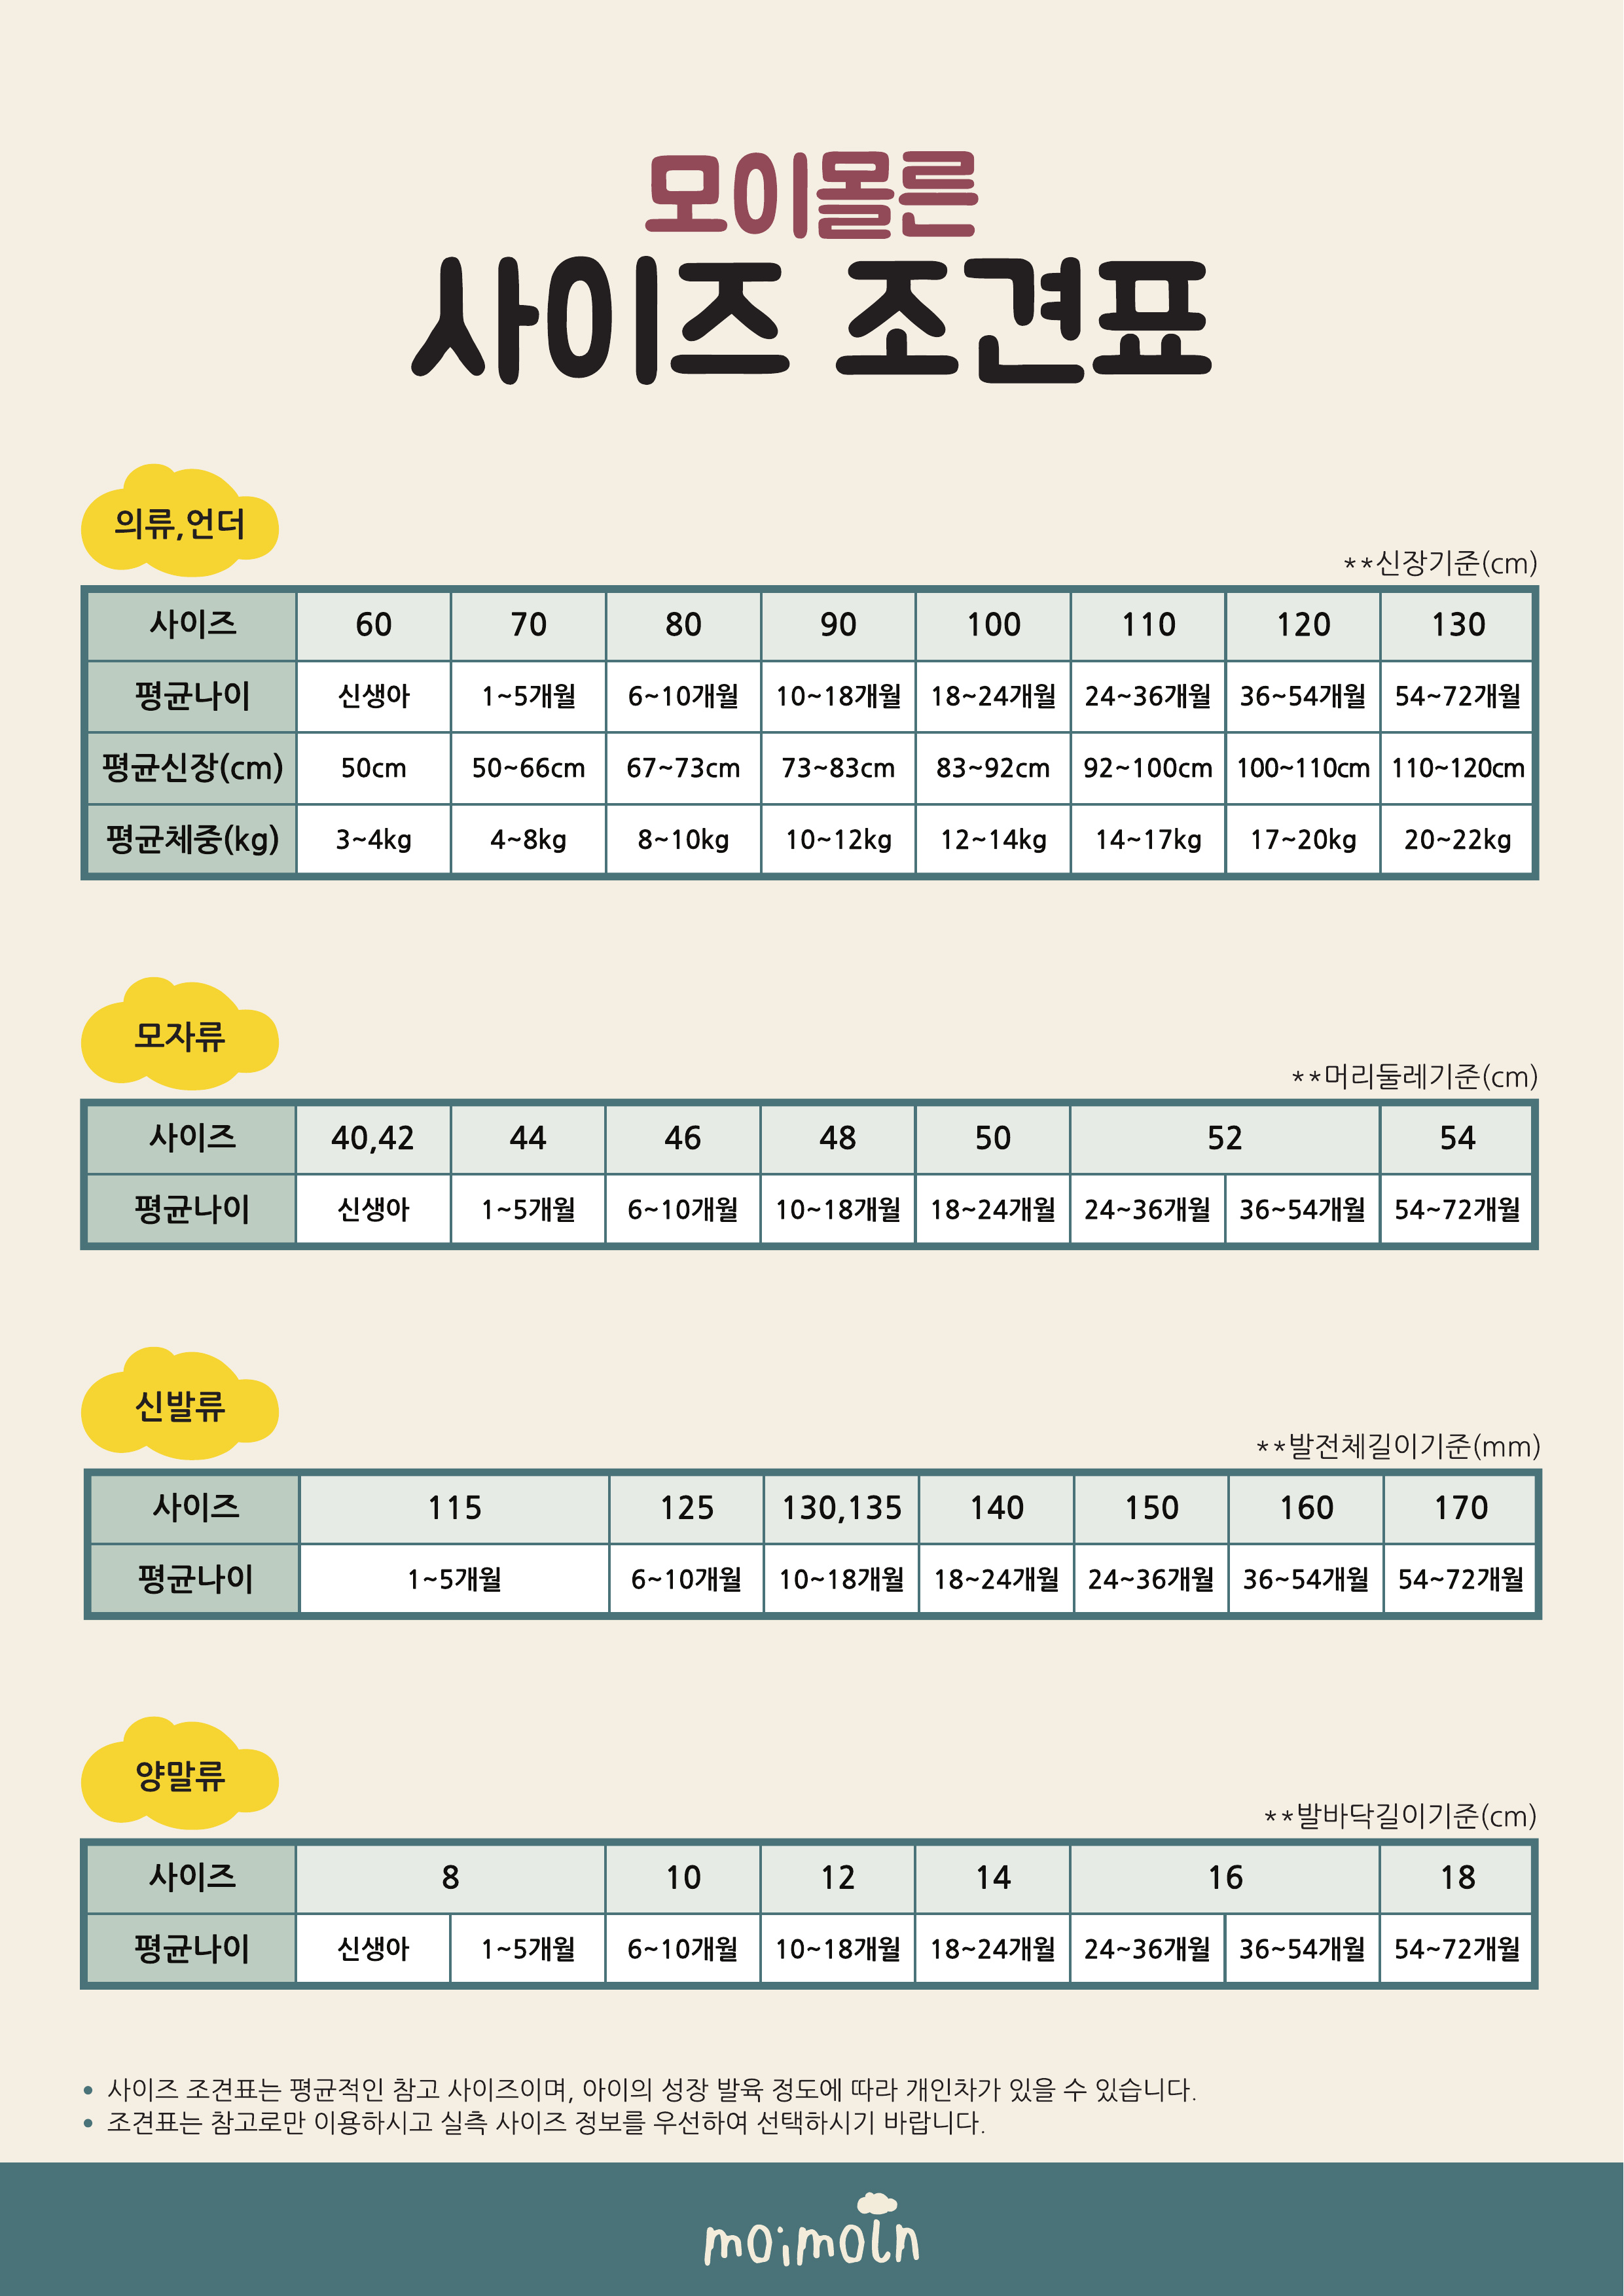 모이몰른
사이즈 조견표
의류,언더
**신장기준(cm)
사이즈 60 70 80 90 100 110 120 130
평균나이 신생아 1~5개월 6~10개월 10~18개월 18~24개월 24~36개월 36~54개월 54~72개월
평균신장(cm) 50cm 50~66cm 67~73cm 73~83cm 83~92cm 92~100cm 100~110cm 110~120cm
평균체중(kg) 3~4kg 4~8kg 8~10kg 10~12kg 12~14kg 14~17kg 17~20kg 20~22kg
모자류
**머리둘레기준(cm)
사이즈 40,42 44 46 48 50 52 54
평균나이 신생아 1~5개월 6~10개월 10~18개월 18~24개월 24~36개월 36~54개월 54~72개월
신발류
**발전체길이기준(mm)
사이즈 115 125 130,135 140 150 160 170
평균나이 1~5개월 6~10개월 10~18개월 18~24개월 24~36개월 36~54개월 54~72개월
양말류
**발바닥길이기준(cm)
사이즈 8 10 12 14 16 18
평균나이 신생아 1~5개월 6~10개월 10~18개월 18~24개월 24~36개월 36~54개월 54~72개월
• 사이즈 조견표는 평균적인 참고 사이즈이며, 아이의 성장 발육 정도에 따라 개인차가 있을 수 있습니다.
• 조견표는 참고로만 이용하시고 실측 사이즈 정보를 우선하여 선택하시기 바랍니다.
moimoln